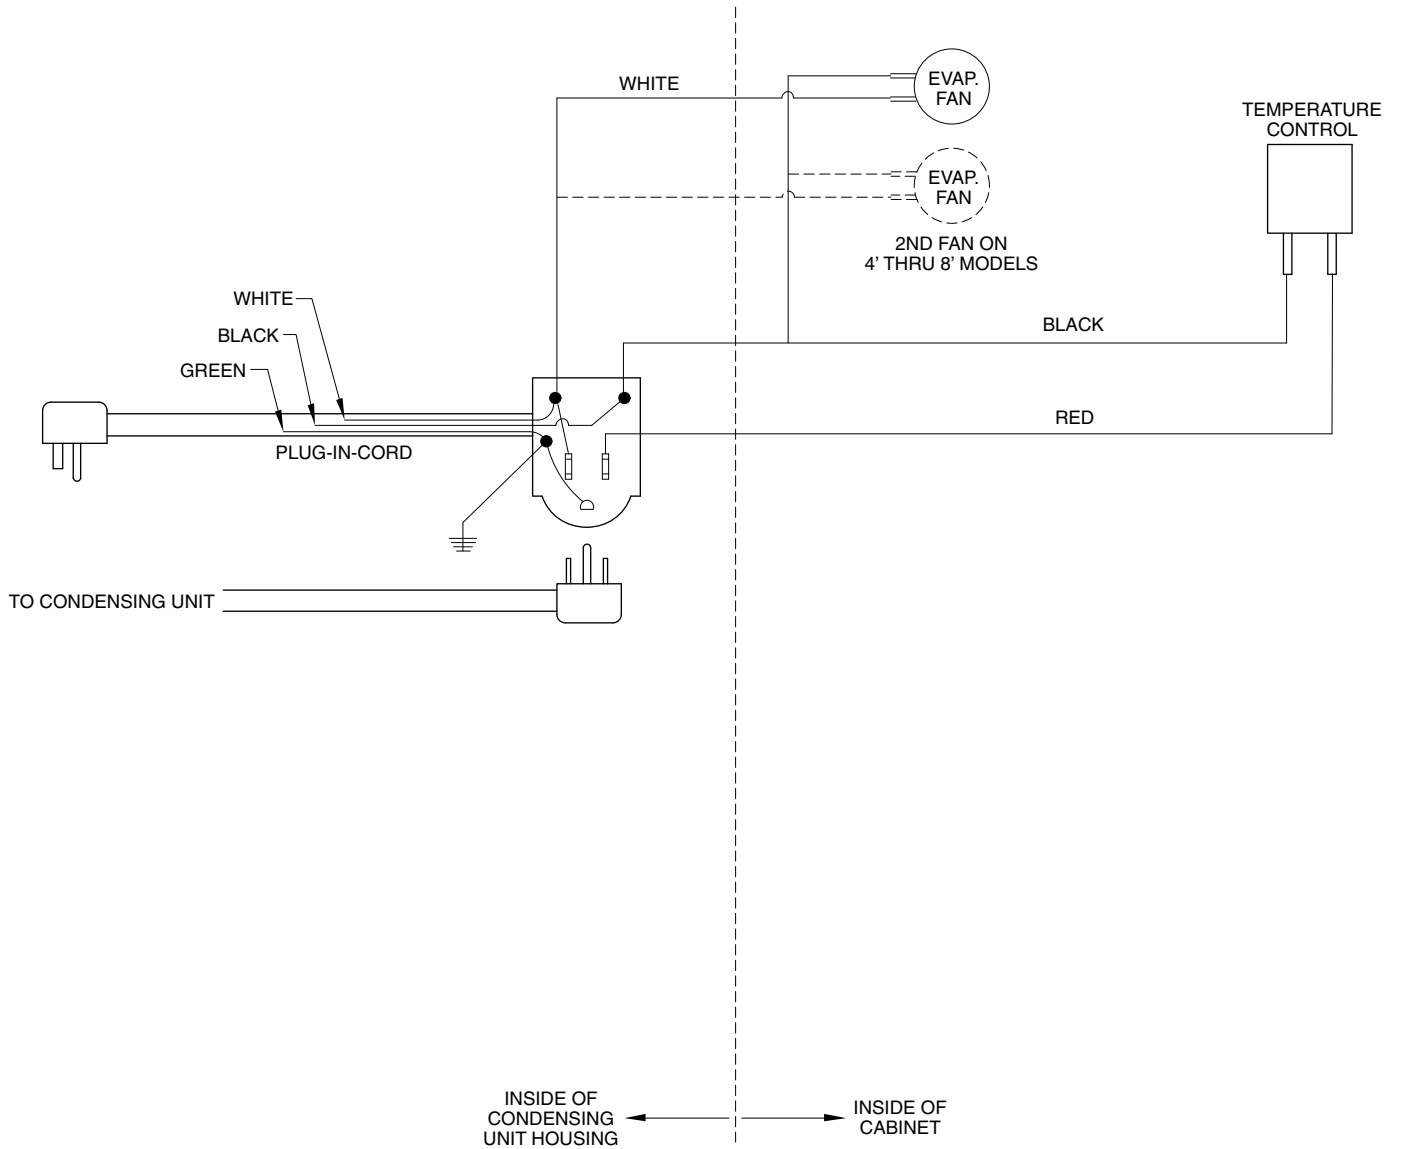 WHITE
EVAP.
FAN
TEMPERATURE
CONTROL
EVAP.
FAN
2ND FAN ON
4’ THRU 8’ MODELS
WHITE
BLACK
BLACK
GREEN
RED
PLUG-IN-CORD
TO CONDENSING UNIT
INSIDE OF
CONDENSING
UNIT HOUSING
INSIDE OF
CABINET